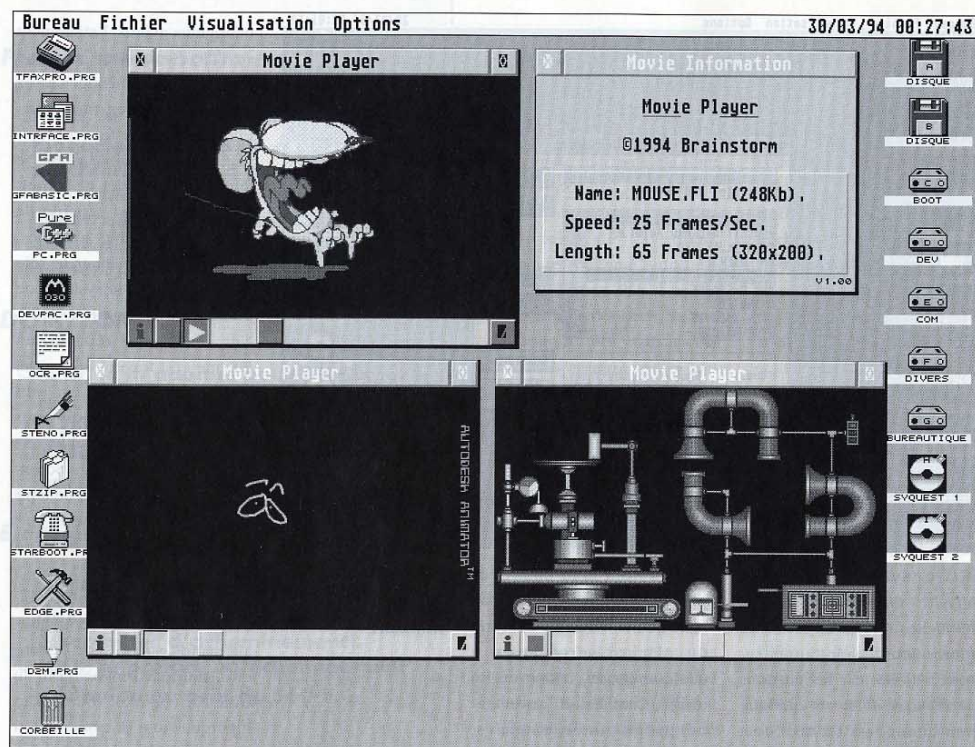 Bureau Fichier Visualisation Options 30/03/94 00:27:43
TFAXPRO.PRG
INTRFACE.PRG
GFA
GFABASIC.PRG
Pure
PC.PRG
030
DEVPAC.PRG
OCR.PRG
STENO.PRG
STZIP.PRG
STARBOOT.PR
EDGE.PRG
D2M.PRG
CORBEILLE
Movie Player
Movie Information
Movie Player
©1994 Brainstorm
Name: MOUSE.FLI (248Kb).
Speed: 25 Frames/Sec.
Length: 65 Frames (320x200).
V1.00
Movie Player
AUTODESK ANIMATOR™
Movie Player
A
DISQUE
B
DISQUE
C
BOOT
D
DEV
E
COM
F
DIVERS
G
BUREAUTIQUE
H
SYQUEST 1
I
SYQUEST 2